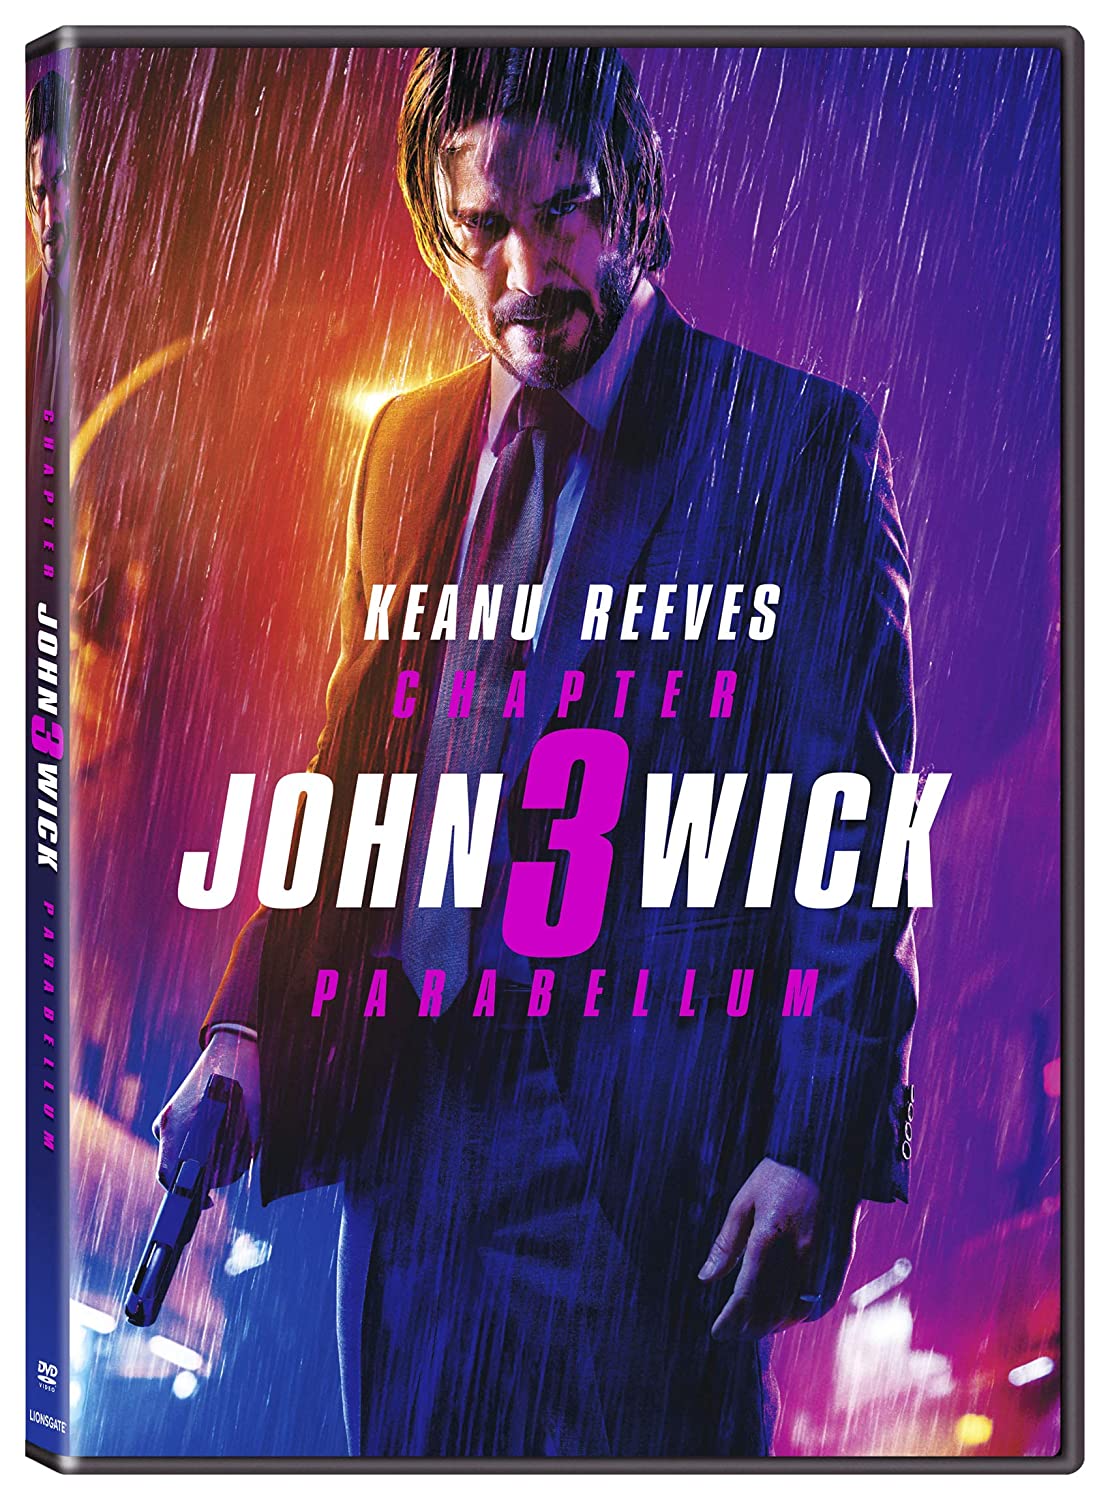 KEANU REEVES
CHAPTER
JOHN 3 WICK
PARABELLUM
CHAPTER JOHN 3 WICK PARABELLUM
DVD
VIDEO
LIONSGATE